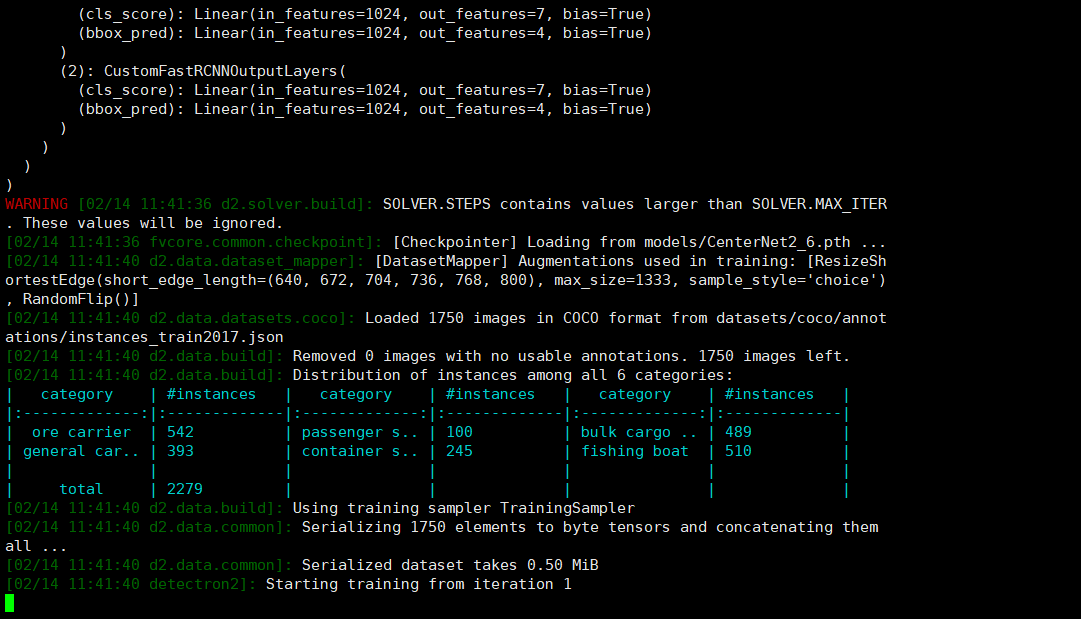 (cls_score): Linear(in_features=1024, out_features=7, bias=True)
(bbox_pred): Linear(in_features=1024, out_features=4, bias=True)
)
(2): CustomFastRCNNOutputLayers(
(cls_score): Linear(in_features=1024, out_features=7, bias=True)
(bbox_pred): Linear(in_features=1024, out_features=4, bias=True)
)
)
)
)
WARNING [02/14 11:41:36 d2.solver.build]: SOLVER.STEPS contains values larger than SOLVER.MAX_ITER
. These values will be ignored.
[02/14 11:41:36 fvcore.common.checkpoint]: [Checkpointer] Loading from models/CenterNet2_6.pth ...
[02/14 11:41:40 d2.data.dataset_mapper]: [DatasetMapper] Augmentations used in training: [ResizeSh
ortestEdge(short_edge_length=(640, 672, 704, 736, 768, 800), max_size=1333, sample_style='choice')
, RandomFlip()]
[02/14 11:41:40 d2.data.datasets.coco]: Loaded 1750 images in COCO format from datasets/coco/annot
ations/instances_train2017.json
[02/14 11:41:40 d2.data.build]: Removed 0 images with no usable annotations. 1750 images left.
[02/14 11:41:40 d2.data.build]: Distribution of instances among all 6 categories:
|   category    | #instances   |   category   | #instances   |   category   | #instances   |
|:-------------:|:-------------|:------------:|:-------------|:------------:|:-------------|
|  ore carrier  | 542          | passenger s.. | 100          | bulk cargo .. | 489          |
| general car.. | 393          | container s.. | 245          | fishing boat  | 510          |
|               |              |               |              |               |              |
|     total     | 2279         |               |              |               |              |
[02/14 11:41:40 d2.data.build]: Using training sampler TrainingSampler
[02/14 11:41:40 d2.data.common]: Serializing 1750 elements to byte tensors and concatenating them
all ...
[02/14 11:41:40 d2.data.common]: Serialized dataset takes 0.50 MiB
[02/14 11:41:40 detectron2]: Starting training from iteration 1